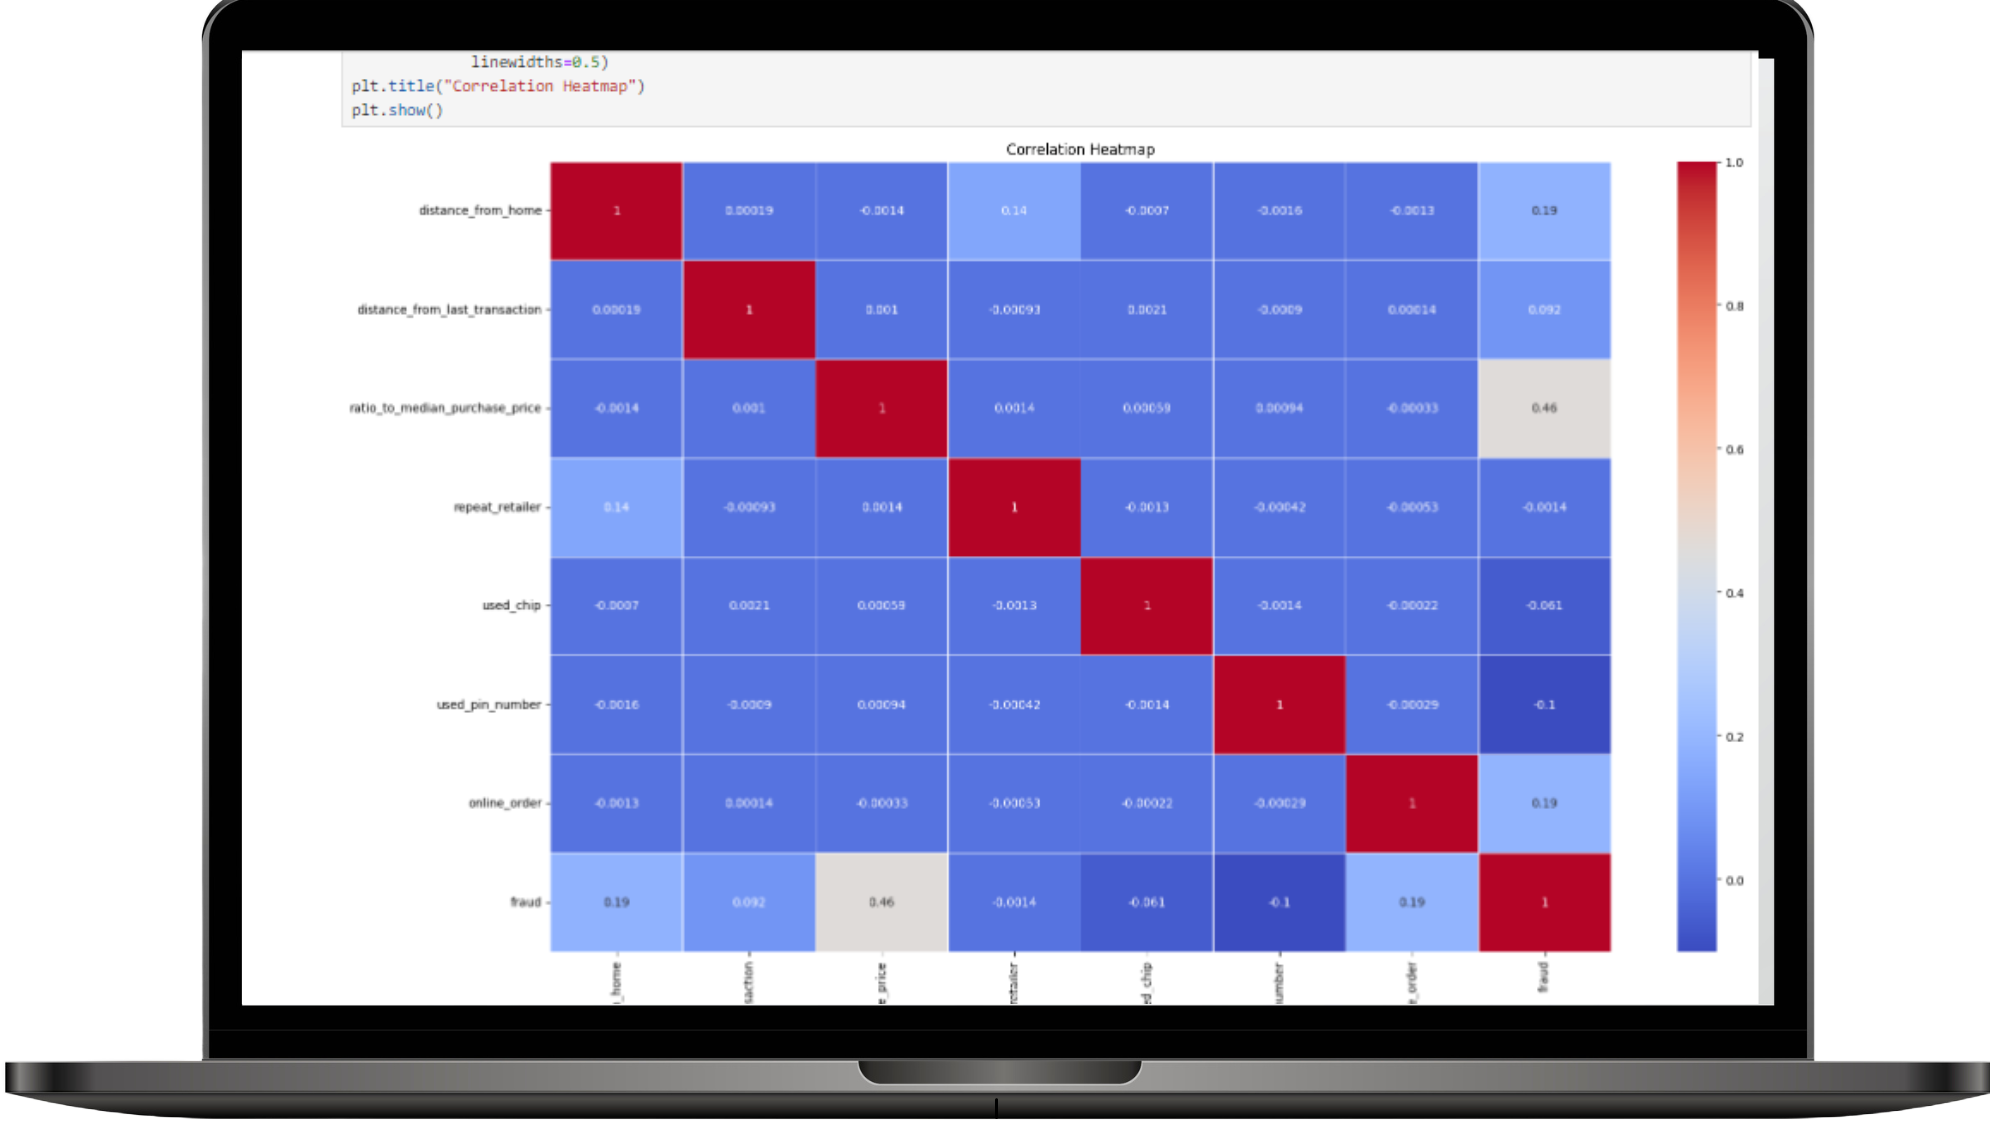 linewidths=0.5)
plt.title("Correlation Heatmap")
plt.show()
Correlation Heatmap
distance_from_home 1 0.00019 -0.0014 0.14 -0.0007 -0.0016 -0.0013 0.19
distance_from_last_transaction 0.00019 1 0.001 -0.00093 0.0021 -0.0009 0.00014 0.092
ratio_to_median_purchase_price -0.0014 0.001 1 0.0014 0.00059 0.00094 -0.00033 0.46
repeat_retailer 0.14 -0.00093 0.0014 1 -0.0013 -0.00042 -0.00053 -0.0014
used_chip -0.0007 0.0021 0.00059 -0.0013 1 -0.0014 -0.00022 -0.061
used_pin_number -0.0016 -0.0009 0.00094 -0.00042 -0.0014 1 -0.00029 -0.1
online_order -0.0013 0.00014 -0.00033 -0.00053 -0.00022 -0.00029 1 0.19
fraud 0.19 0.092 0.46 -0.0014 -0.061 -0.1 0.19 1
_home saction e_price retailer ed_chip umber e_order fraud
1.0
0.8
0.6
0.4
0.2
0.0